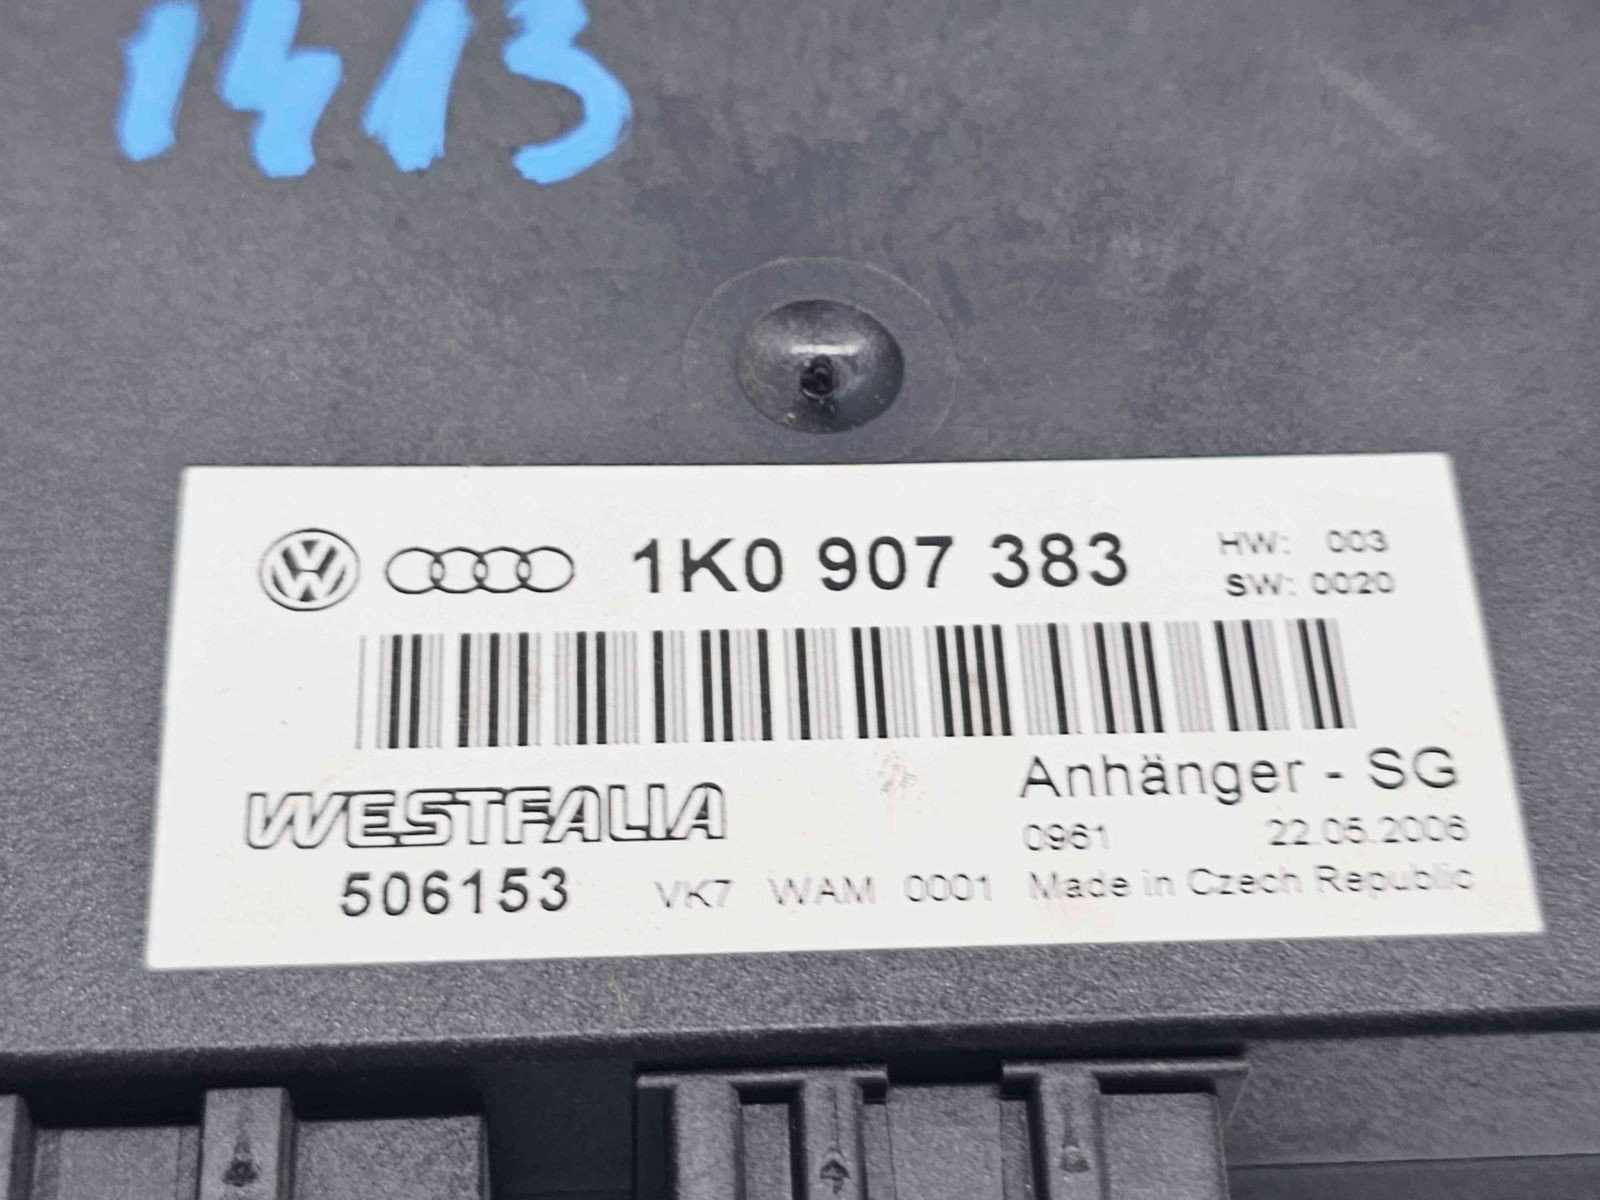 1413
1K0 907 383
HW: 003
SW: 0020
WESTFALIA
Anhänger - SG
0961 22.05.2006
506153 VK7 WAM 0001 Made in Czech Republic